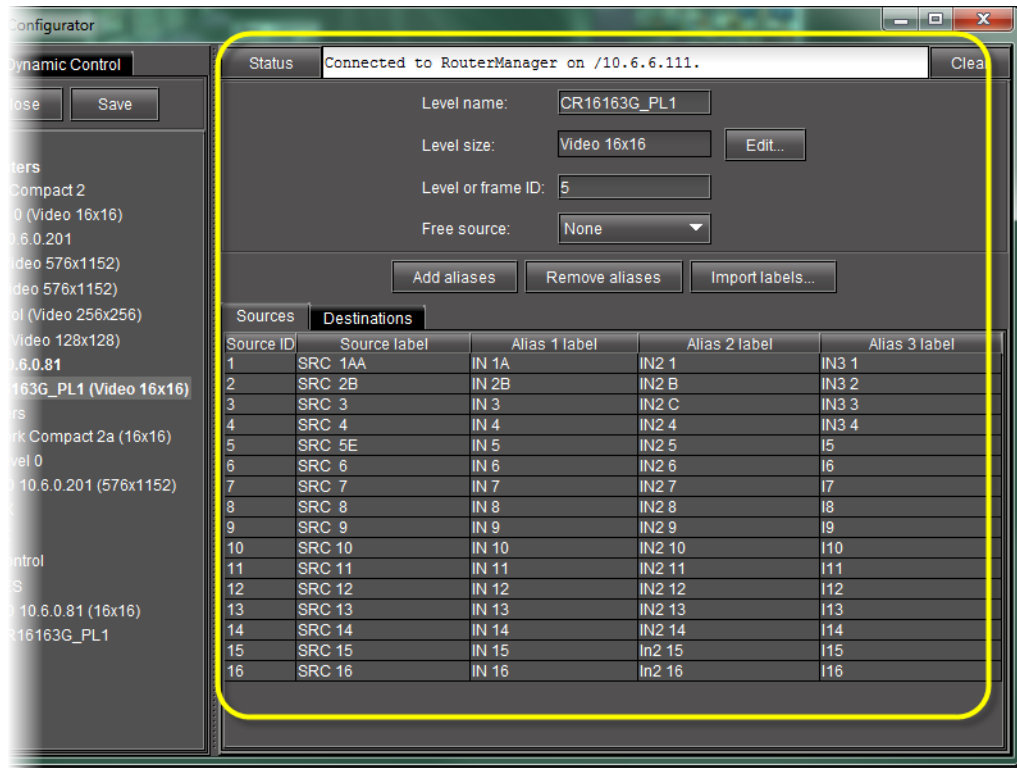 Configurator
Dynamic Control
Save
Compact 2
0 (Video 16x16)
0.6.0.201
576x1152)
576x1152)
(Video 256x256)
128x128)
0.6.0.81
163G_PL1 (Video 16x16)
Compact 2a (16x16)
0
10.6.0.201 (576x1152)
10.6.0.81 (16x16)
R16163G_PL1
Status Connected to RouterManager on /10.6.6.111. Clear
Level name: CR16163G_PL1
Level size: Video 16x16 Edit...
Level or frame ID: 5
Free source: None
Add aliases Remove aliases Import labels...
Sources Destinations
Source ID Source label Alias 1 label Alias 2 label Alias 3 label
1 SRC 1AA IN 1A IN2 1 IN3 1
2 SRC 2B IN 2B IN2 B IN3 2
3 SRC 3 IN 3 IN2 C IN3 3
4 SRC 4 IN 4 IN2 4 IN3 4
5 SRC 5E IN 5 IN2 5 I5
6 SRC 6 IN 6 IN2 6 I6
7 SRC 7 IN 7 IN2 7 I7
8 SRC 8 IN 8 IN2 8 I8
9 SRC 9 IN 9 IN2 9 I9
10 SRC 10 IN 10 IN2 10 I10
11 SRC 11 IN 11 IN2 11 I11
12 SRC 12 IN 12 IN2 12 I12
13 SRC 13 IN 13 IN2 13 I13
14 SRC 14 IN 14 IN2 14 I14
15 SRC 15 IN 15 In2 15 I15
16 SRC 16 IN 16 In2 16 I16